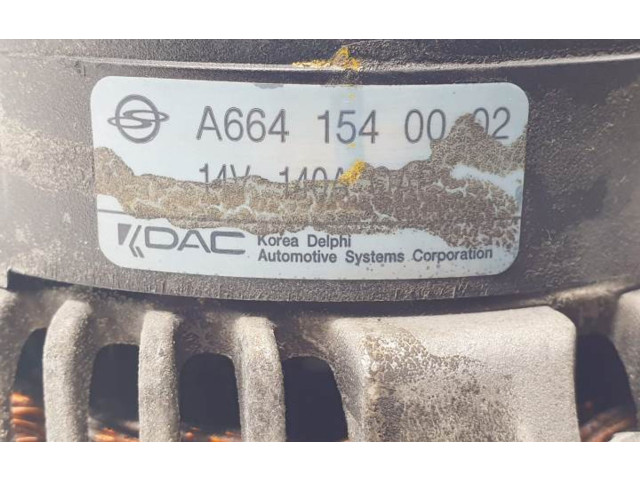 A664 154 00 02
14V 140A
KDAC Korea Delphi
Automotive Systems Corporation